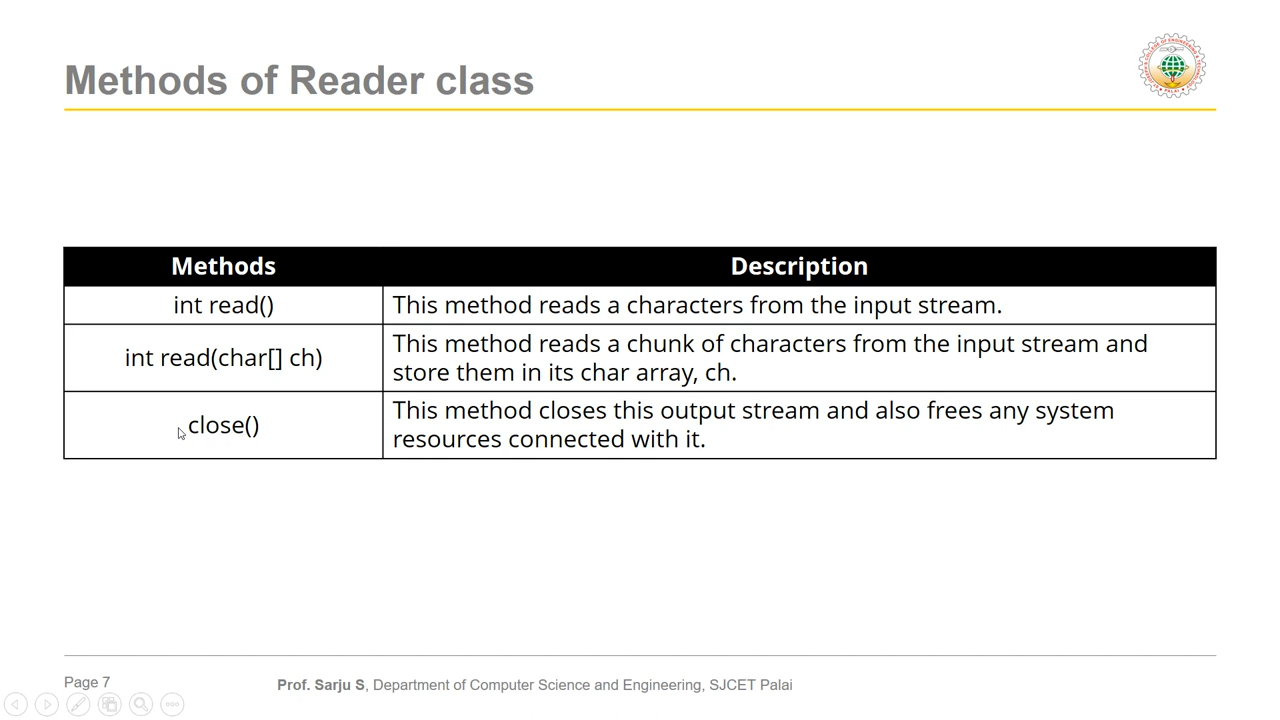 Methods of Reader class
Methods Description
int read() This method reads a characters from the input stream.
int read(char[] ch) This method reads a chunk of characters from the input stream and
store them in its char array, ch.
close() This method closes this output stream and also frees any system
resources connected with it.
Page 7
Prof. Sarju S, Department of Computer Science and Engineering, SJCET Palai